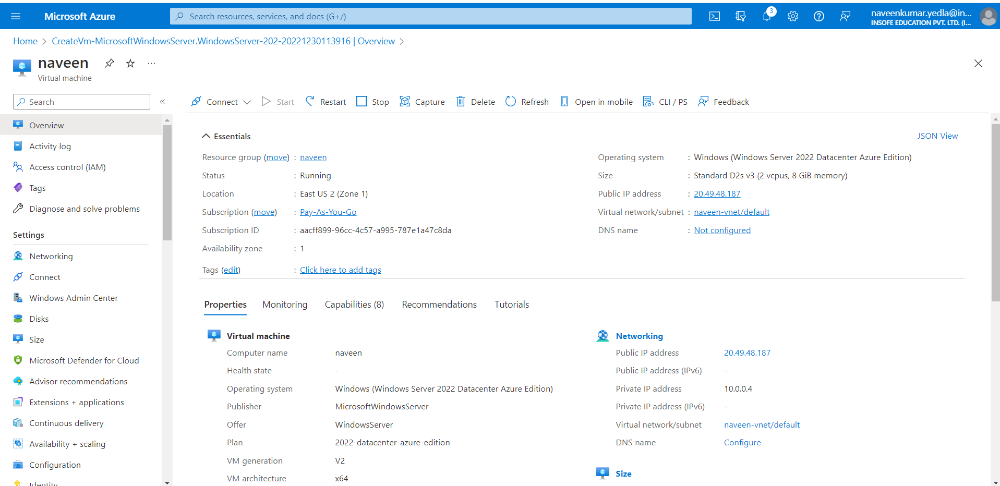 Microsoft Azure
Search resources, services, and docs (G+/)
3
naveenkumar.yedla@in...
INSOFE EDUCATION PVT. LTD. (I...
Home > CreateVm-MicrosoftWindowsServer.WindowsServer-202-20221230113916 | Overview >
naveen
...
Virtual machine
Search
«
Connect
Start
Restart
Stop
Capture
Delete
Refresh
Open in mobile
CLI / PS
Feedback
Overview
Activity log
Access control (IAM)
Tags
Diagnose and solve problems
Settings
Networking
Connect
Windows Admin Center
Disks
Size
Microsoft Defender for Cloud
Advisor recommendations
Extensions + applications
Continuous delivery
Availability + scaling
Configuration
Identity
Essentials
JSON View
Resource group (move) : naveen
Status : Running
Location : East US 2 (Zone 1)
Subscription (move) : Pay-As-You-Go
Subscription ID : aacff899-96cc-4c57-a995-787e1a47c8da
Availability zone : 1
Tags (edit) : Click here to add tags
Operating system : Windows (Windows Server 2022 Datacenter Azure Edition)
Size : Standard D2s v3 (2 vcpus, 8 GiB memory)
Public IP address : 20.49.48.187
Virtual network/subnet : naveen-vnet/default
DNS name : Not configured
Properties
Monitoring
Capabilities (8)
Recommendations
Tutorials
Virtual machine
Computer name naveen
Health state -
Operating system Windows (Windows Server 2022 Datacenter Azure Edition)
Publisher MicrosoftWindowsServer
Offer WindowsServer
Plan 2022-datacenter-azure-edition
VM generation V2
VM architecture x64
Networking
Public IP address 20.49.48.187
Public IP address (IPv6) -
Private IP address 10.0.0.4
Private IP address (IPv6) -
Virtual network/subnet naveen-vnet/default
DNS name Configure
Size